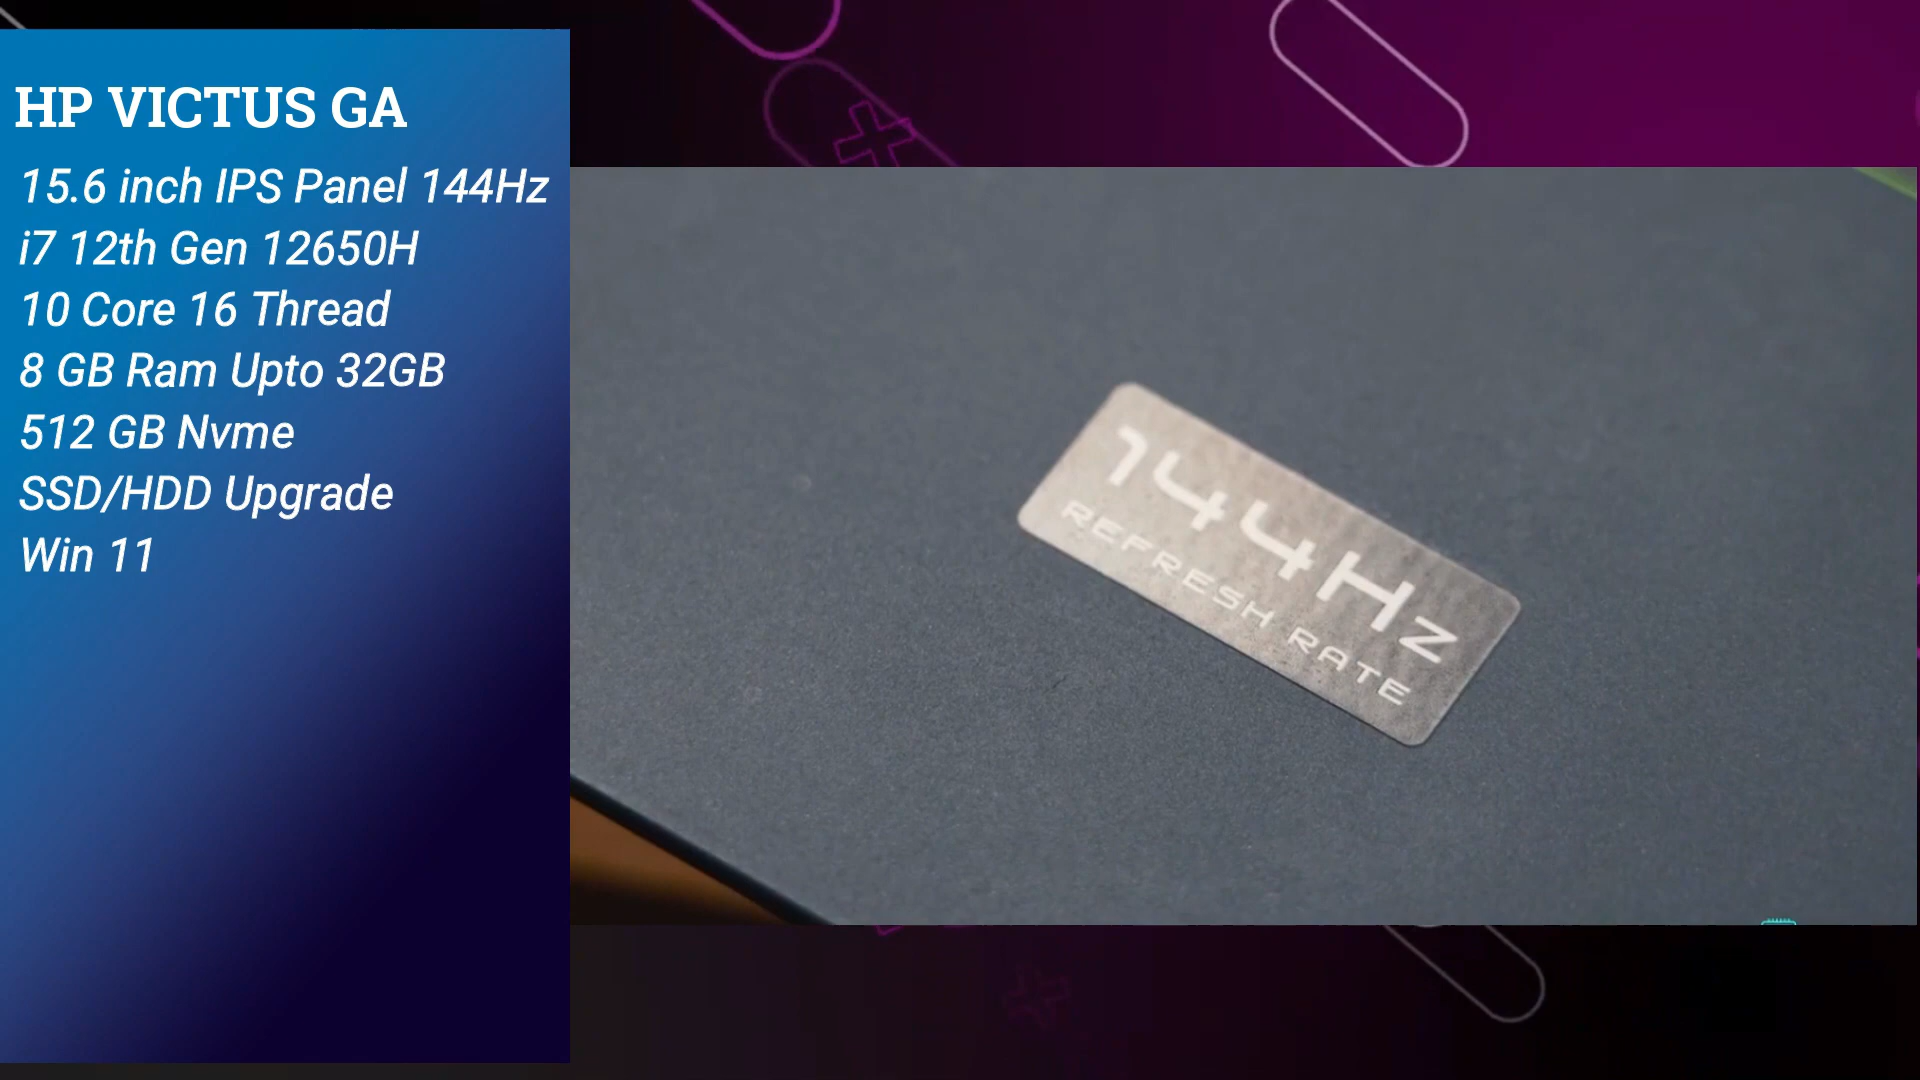 HP VICTUS GA
15.6 inch IPS Panel 144Hz
i7 12th Gen 12650H
10 Core 16 Thread
8 GB Ram Upto 32GB
512 GB Nvme
SSD/HDD Upgrade
Win 11
144Hz
REFRESH RATE